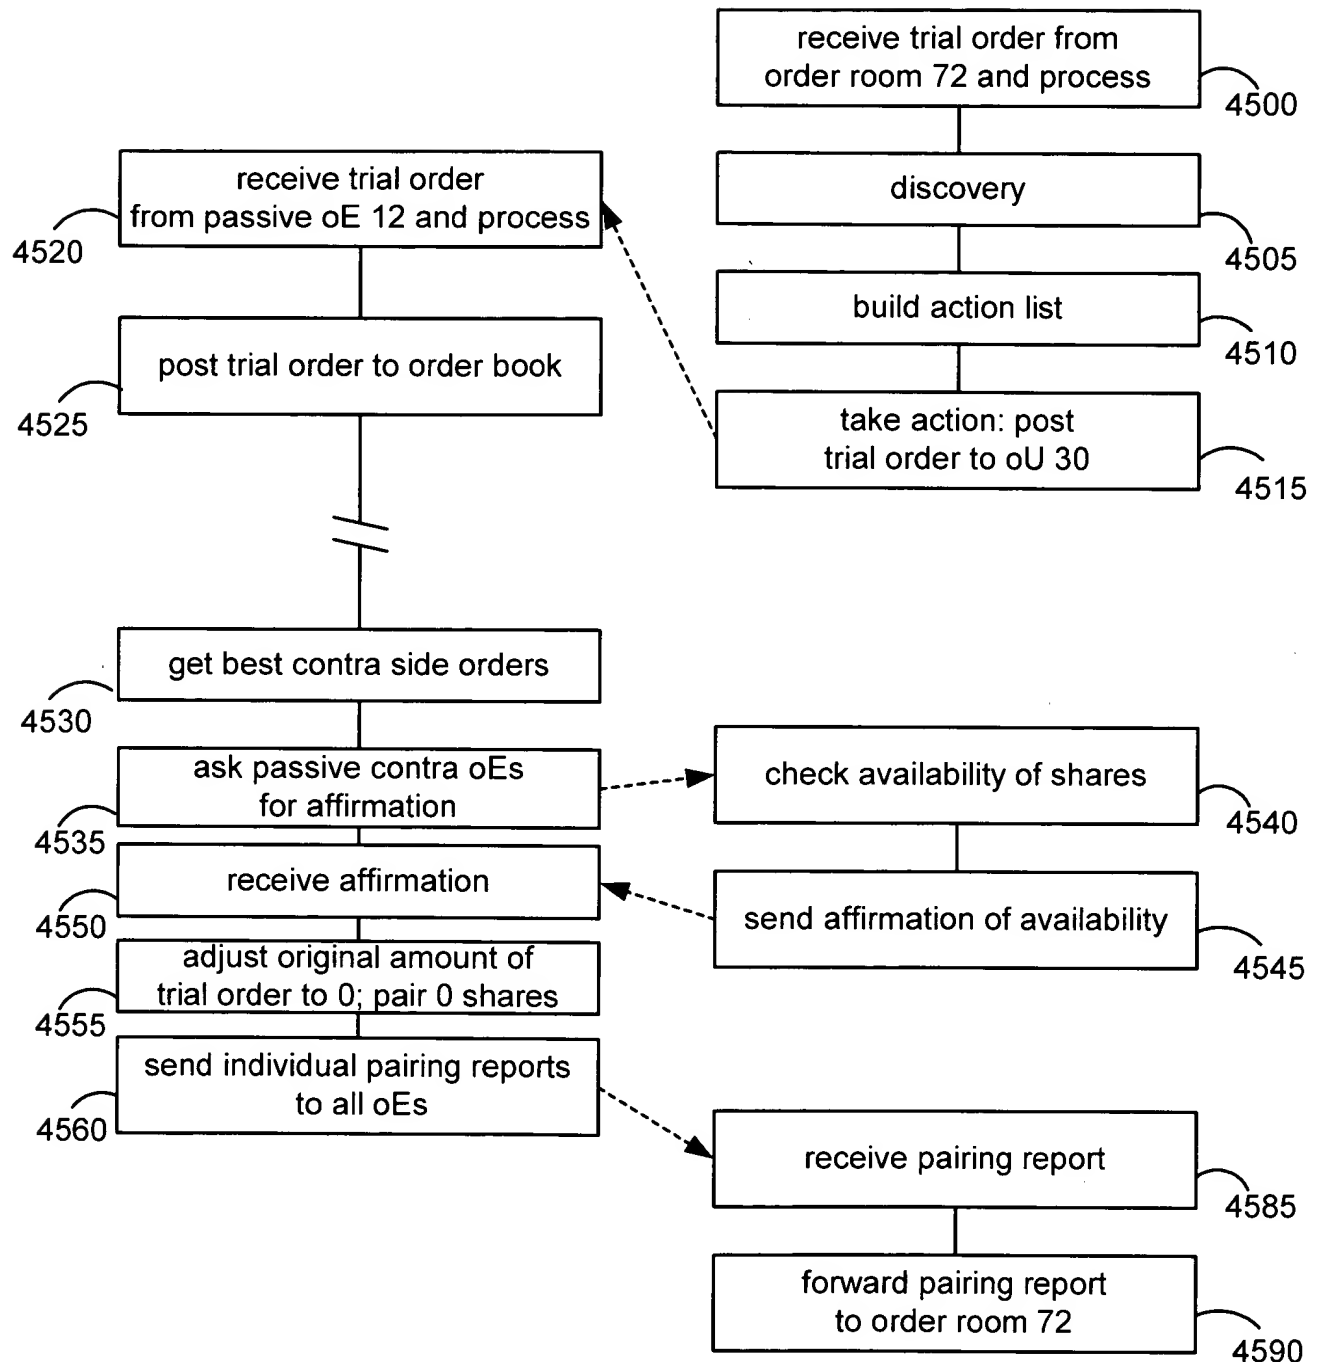 receive trial order from
order room 72 and process
4500
discovery
4505
build action list
4510
take action: post
trial order to oU 30
4515
receive trial order
from passive oE 12 and process
4520
post trial order to order book
4525
get best contra side orders
4530
ask passive contra oEs
for affirmation
4535
check availability of shares
4540
send affirmation of availability
4545
receive affirmation
4550
adjust original amount of
trial order to 0; pair 0 shares
4555
send individual pairing reports
to all oEs
4560
receive pairing report
4585
forward pairing report
to order room 72
4590